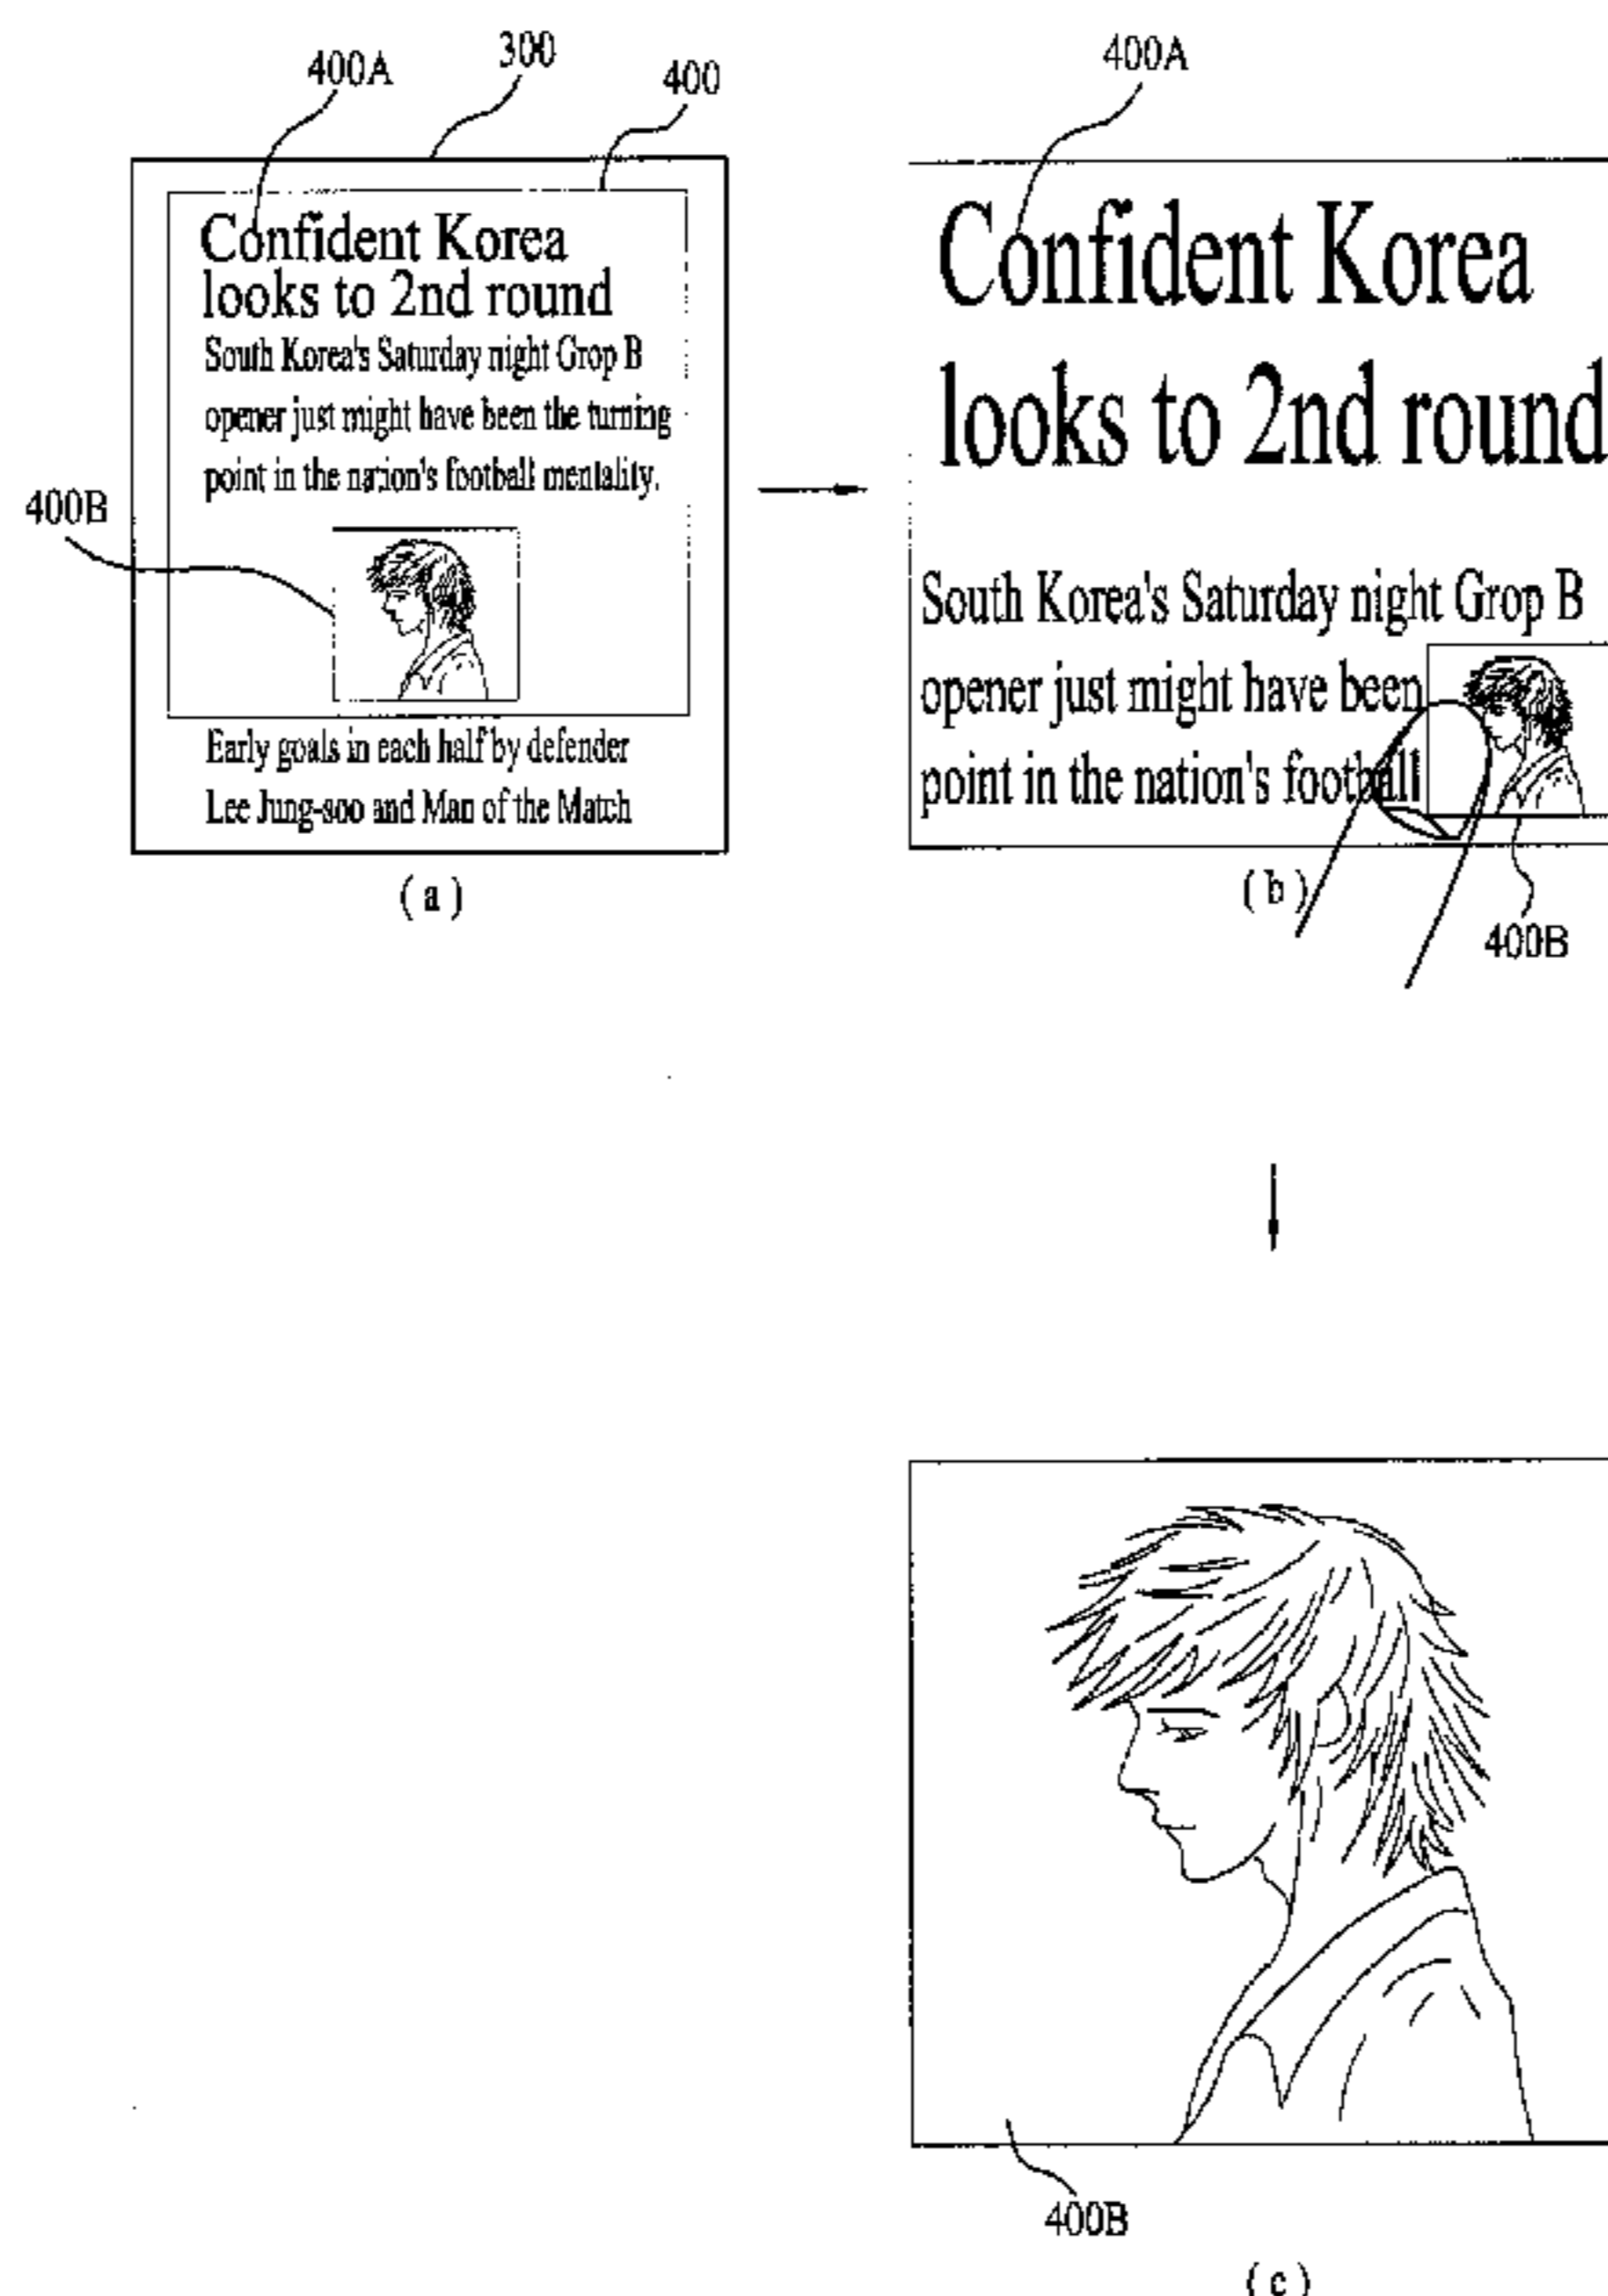 400A
300
400
Confident Korea
looks to 2nd round
South Korea's Saturday night Grop B
opener just might have been the turning
point in the nation's football mentality.
400B
Early goals in each half by defender
Lee Jung-soo and Man of the Match
( a )
400A
Confident Korea
looks to 2nd round
South Korea's Saturday night Grop B
opener just might have been
point in the nation's football
( b )
400B
400B
( c )